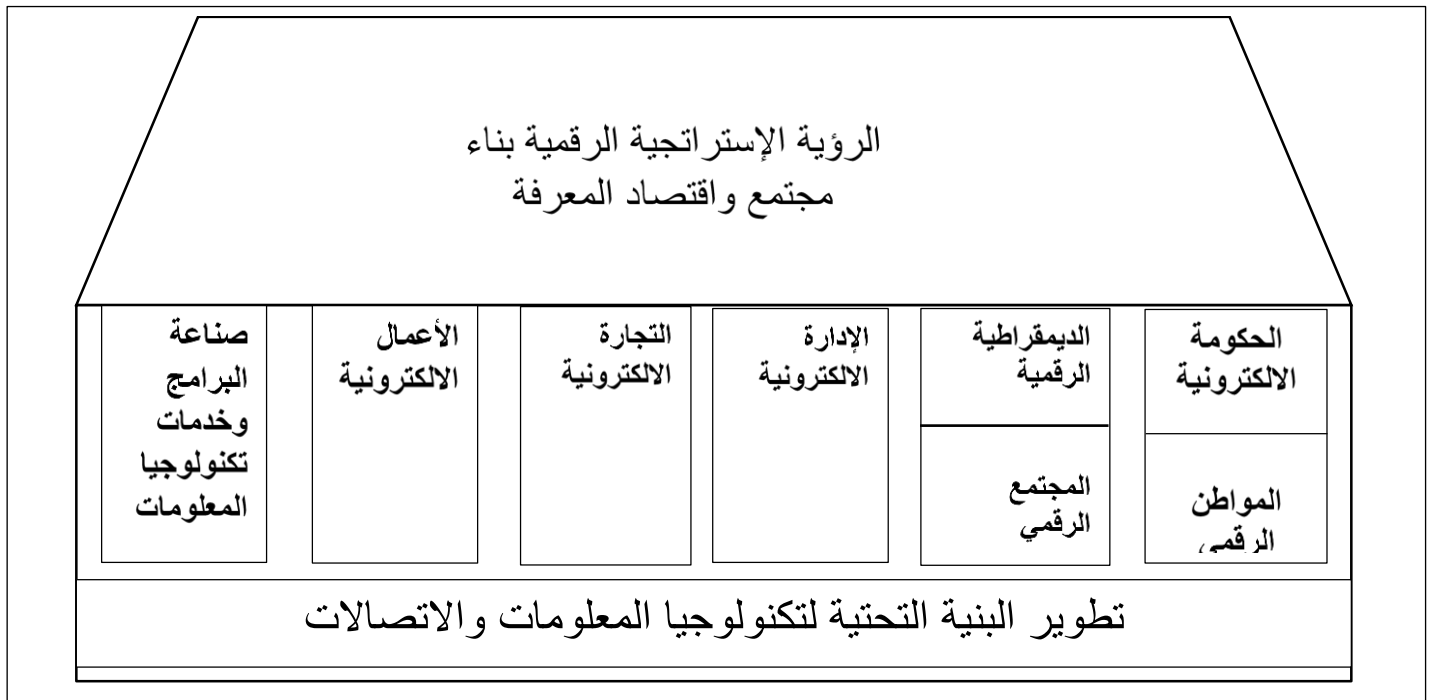 الرؤية الإستراتجية الرقمية بناء
مجتمع واقتصاد المعرفة
الحكومة
الالكترونية
المواطن
الرقمي
الديمقراطية
الرقمية
المجتمع
الرقمي
الإدارة
الالكترونية
التجارة
الالكترونية
الأعمال
الالكترونية
صناعة
البرامج
وخدمات
تكنولوجيا
المعلومات
تطوير البنية التحتية لتكنولوجيا المعلومات والاتصالات